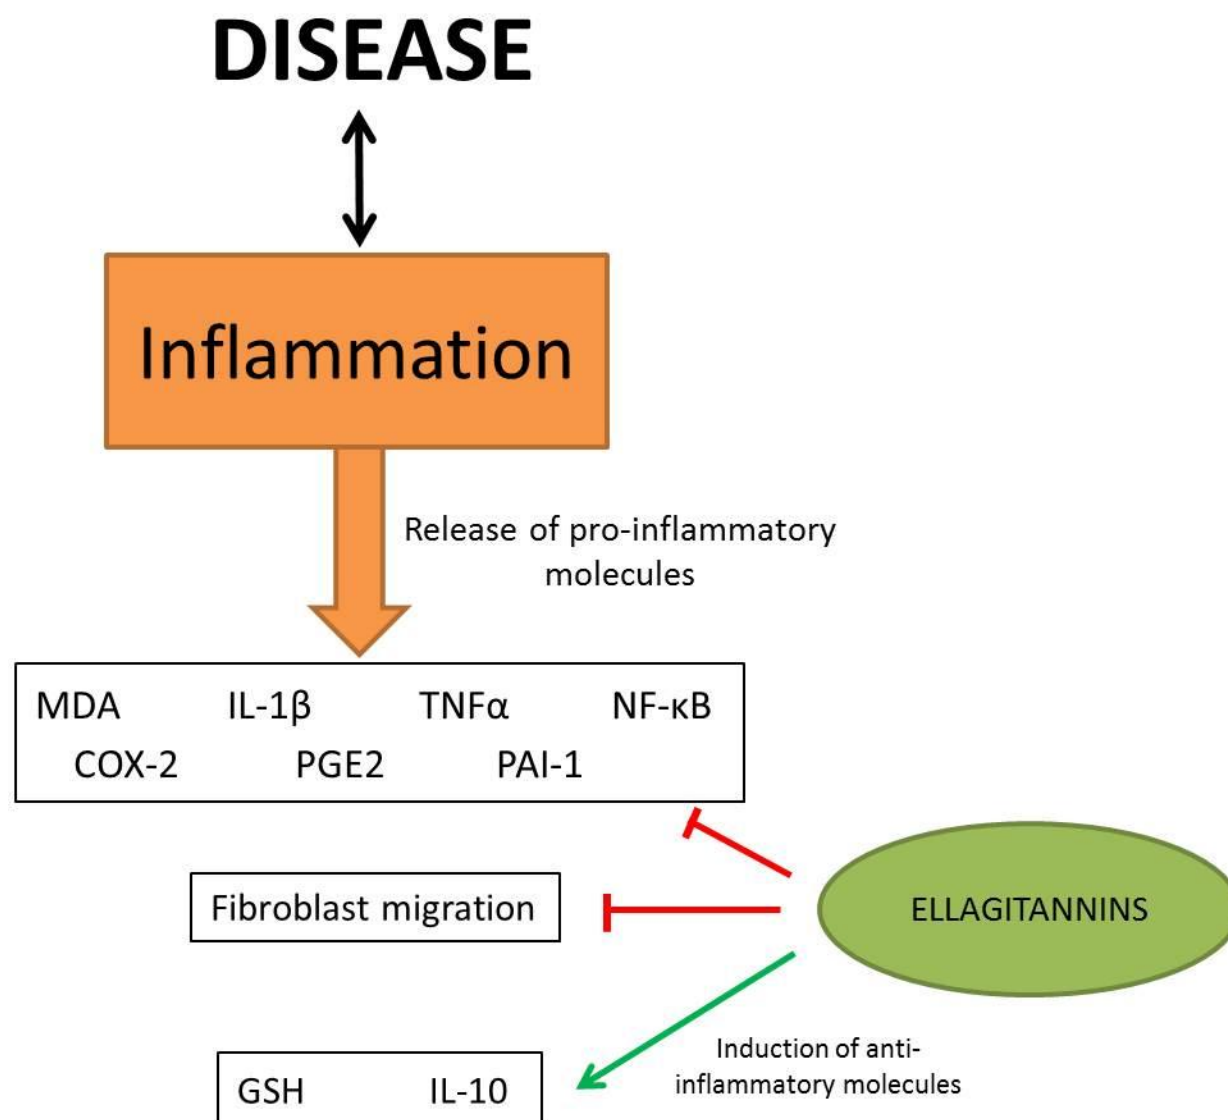 DISEASE
Inflammation
Release of pro-inflammatory
molecules
MDA IL-1β TNFα NF-κB
COX-2 PGE2 PAI-1
Fibroblast migration
ELLAGITANNINS
Induction of anti-
inflammatory molecules
GSH IL-10